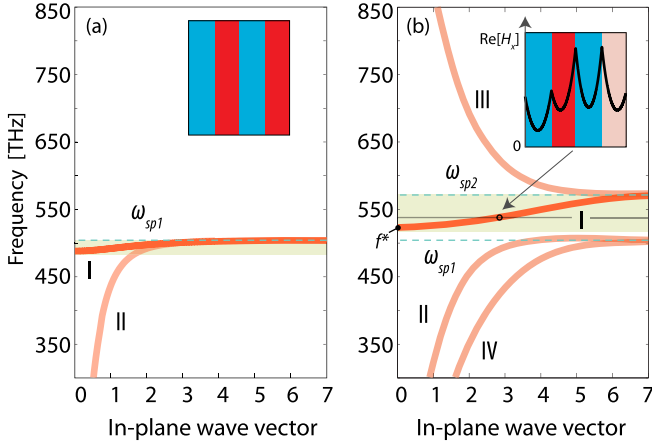 (a)
850
750
650
550
450
350
Frequency [THz]
ω_sp1
I
II
0 1 2 3 4 5 6 7
In-plane wave vector
(b)
Re[H_x]
0
850
750
650
550
450
350
III
ω_sp2
I
f*
ω_sp1
II
IV
0 1 2 3 4 5 6 7
In-plane wave vector